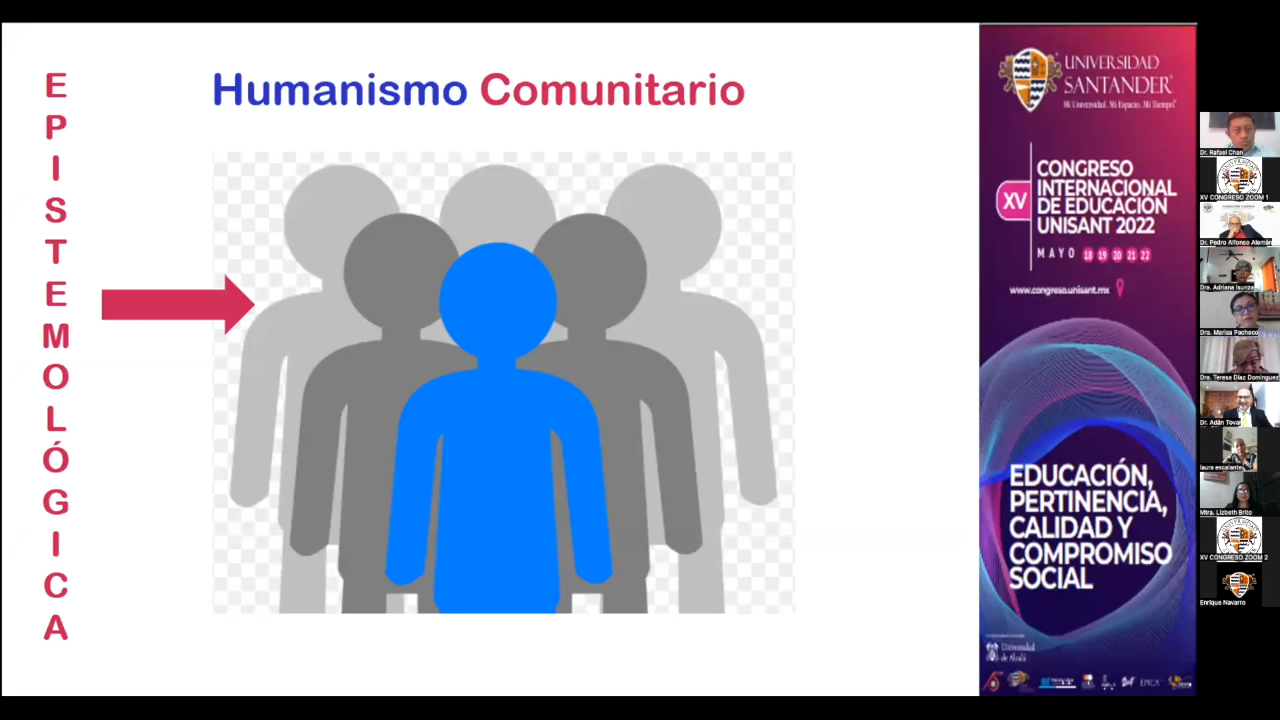 EPISTEMOLÓGICA
Humanismo Comunitario
UNIVERSIDAD
SANTANDER
Mi Universidad, Mi Espacio, Mi Tiempo
XV
CONGRESO
INTERNACIONAL
DE EDUCACIÓN
UNISANT 2022
MAYO 18 19 20 21 22
www.congreso.unisant.mx
EDUCACIÓN,
PERTINENCIA,
CALIDAD Y
COMPROMISO
SOCIAL
Universidad
de Alcalá
Dr. Rafael Chan
XV CONGRESO ZOOM 1
Dr. Pedro Alfonso Alemán
Dra. Adriana Isunza
Dra. Marisa Pacheco
Dra. Teresa Díaz Domínguez
Dr. Adán Tovar
laura escalante
Mtra. Lizbeth Brito
XV CONGRESO ZOOM 2
Enrique Navarro